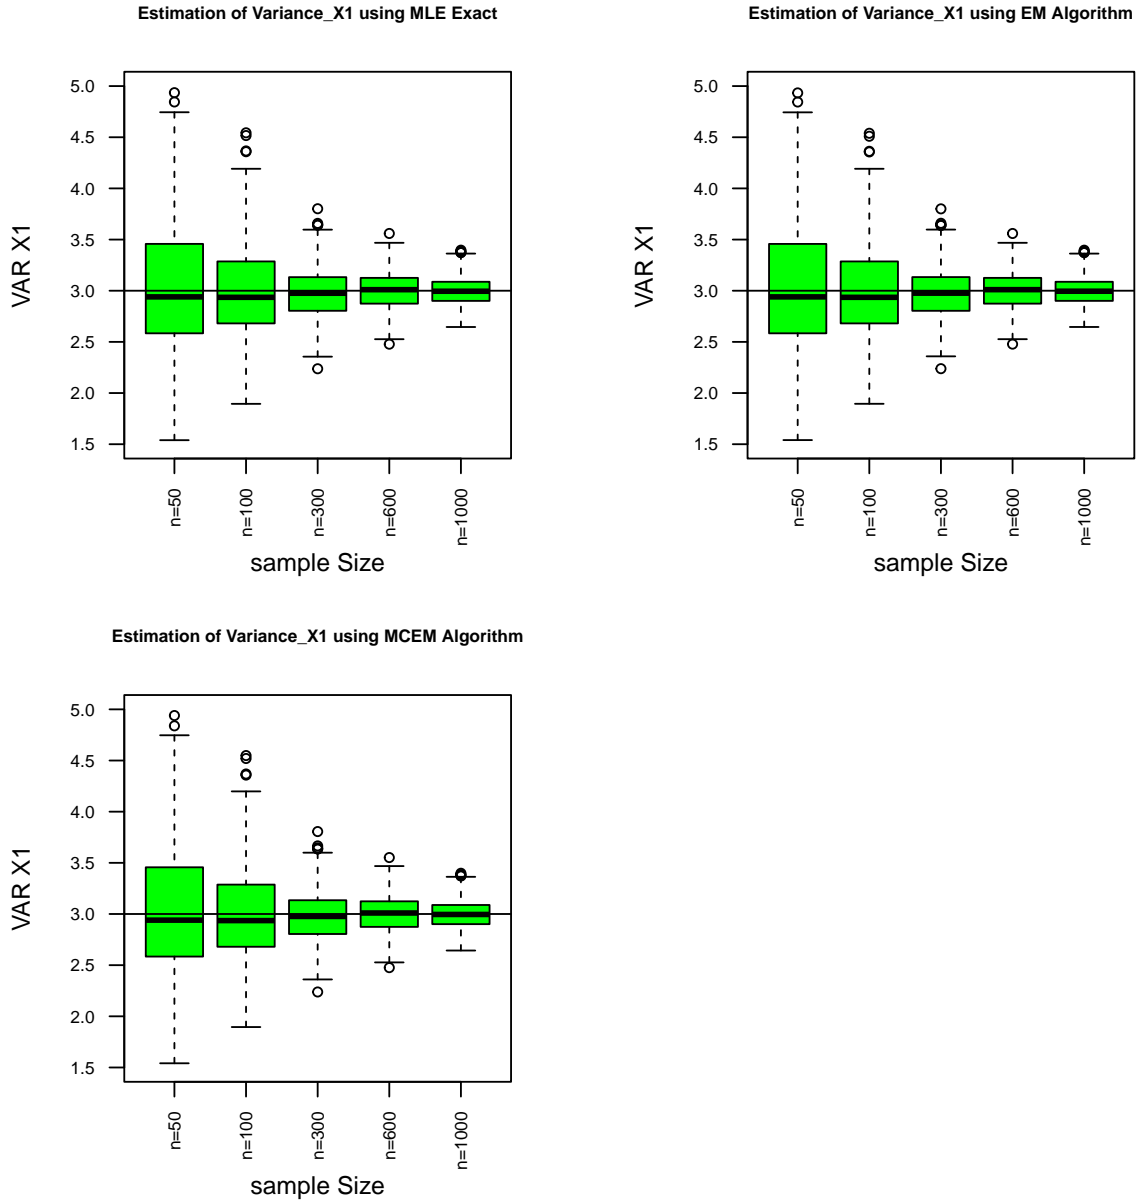 Estimation of Variance_X1 using MLE Exact
VAR X1
5.0
4.5
4.0
3.5
3.0
2.5
2.0
1.5
n=50
n=100
n=300
n=600
n=1000
sample Size
Estimation of Variance_X1 using EM Algorithm
VAR X1
5.0
4.5
4.0
3.5
3.0
2.5
2.0
1.5
n=50
n=100
n=300
n=600
n=1000
sample Size
Estimation of Variance_X1 using MCEM Algorithm
VAR X1
5.0
4.5
4.0
3.5
3.0
2.5
2.0
1.5
n=50
n=100
n=300
n=600
n=1000
sample Size